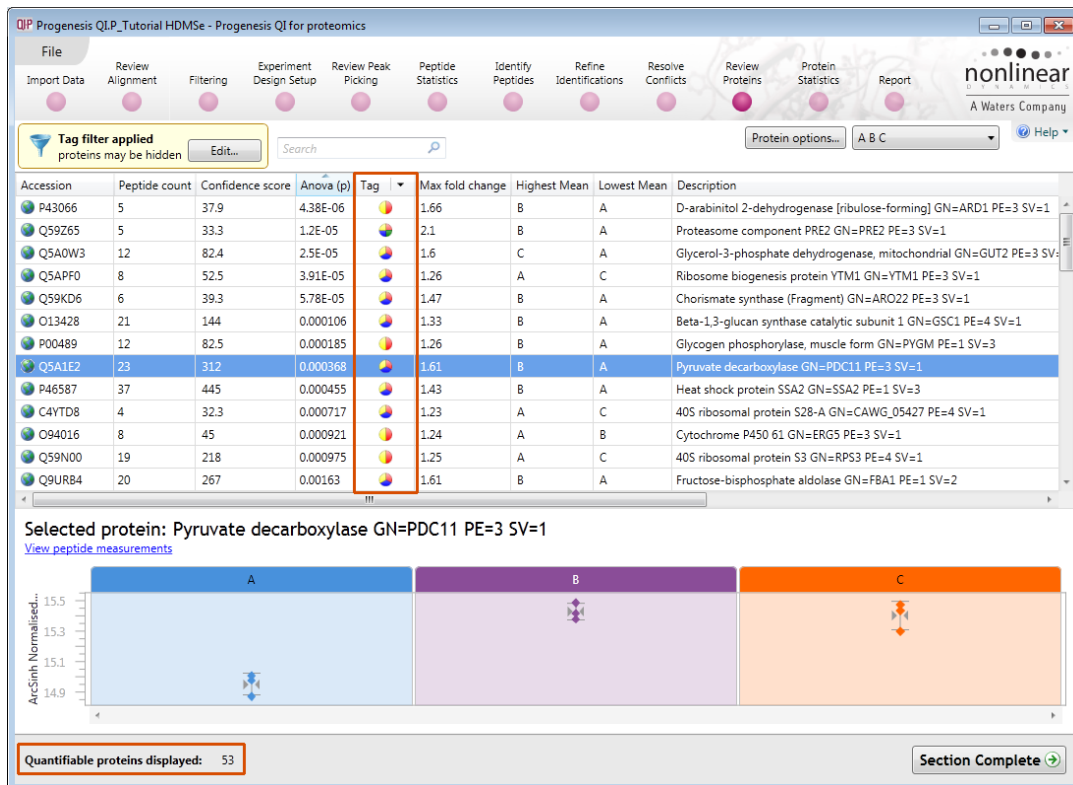 QIP Progenesis QI.P_Tutorial HDMSe - Progenesis QI for proteomics
File
Import Data
Review Alignment
Filtering
Experiment Design Setup
Review Peak Picking
Peptide Statistics
Identify Peptides
Refine Identifications
Resolve Conflicts
Review Proteins
Protein Statistics
Report
nonlinear
DYNAMICS
A Waters Company
Tag filter applied
proteins may be hidden
Edit...
Search
Protein options...
A B C
Help
Accession Peptide count Confidence score Anova (p) Tag Max fold change Highest Mean Lowest Mean Description
P43066 5 37.9 4.38E-06 1.66 B A D-arabinitol 2-dehydrogenase [ribulose-forming] GN=ARD1 PE=3 SV=1
Q59Z65 5 33.3 1.2E-05 2.1 B A Proteasome component PRE2 GN=PRE2 PE=3 SV=1
Q5A0W3 12 82.4 2.5E-05 1.6 C A Glycerol-3-phosphate dehydrogenase, mitochondrial GN=GUT2 PE=3 SV=
Q5APF0 8 52.5 3.91E-05 1.26 A C Ribosome biogenesis protein YTM1 GN=YTM1 PE=3 SV=1
Q59KD6 6 39.3 5.78E-05 1.47 B A Chorismate synthase (Fragment) GN=ARO22 PE=3 SV=1
O13428 21 144 0.000106 1.33 B A Beta-1,3-glucan synthase catalytic subunit 1 GN=GSC1 PE=4 SV=1
P00489 12 82.5 0.000185 1.26 B A Glycogen phosphorylase, muscle form GN=PYGM PE=1 SV=3
Q5A1E2 23 312 0.000368 1.61 B A Pyruvate decarboxylase GN=PDC11 PE=3 SV=1
P46587 37 445 0.000455 1.43 B A Heat shock protein SSA2 GN=SSA2 PE=1 SV=3
C4YTD8 4 32.3 0.000717 1.23 A C 40S ribosomal protein S28-A GN=CAWG_05427 PE=4 SV=1
O94016 8 45 0.000921 1.24 A B Cytochrome P450 61 GN=ERG5 PE=3 SV=1
Q59N00 19 218 0.000975 1.25 A C 40S ribosomal protein S3 GN=RPS3 PE=4 SV=1
Q9URB4 20 267 0.00163 1.61 B A Fructose-bisphosphate aldolase GN=FBA1 PE=1 SV=2
Selected protein: Pyruvate decarboxylase GN=PDC11 PE=3 SV=1
View peptide measurements
A B C
ArcSinh Normalised...
15.5
15.3
15.1
14.9
Quantifiable proteins displayed: 53
Section Complete